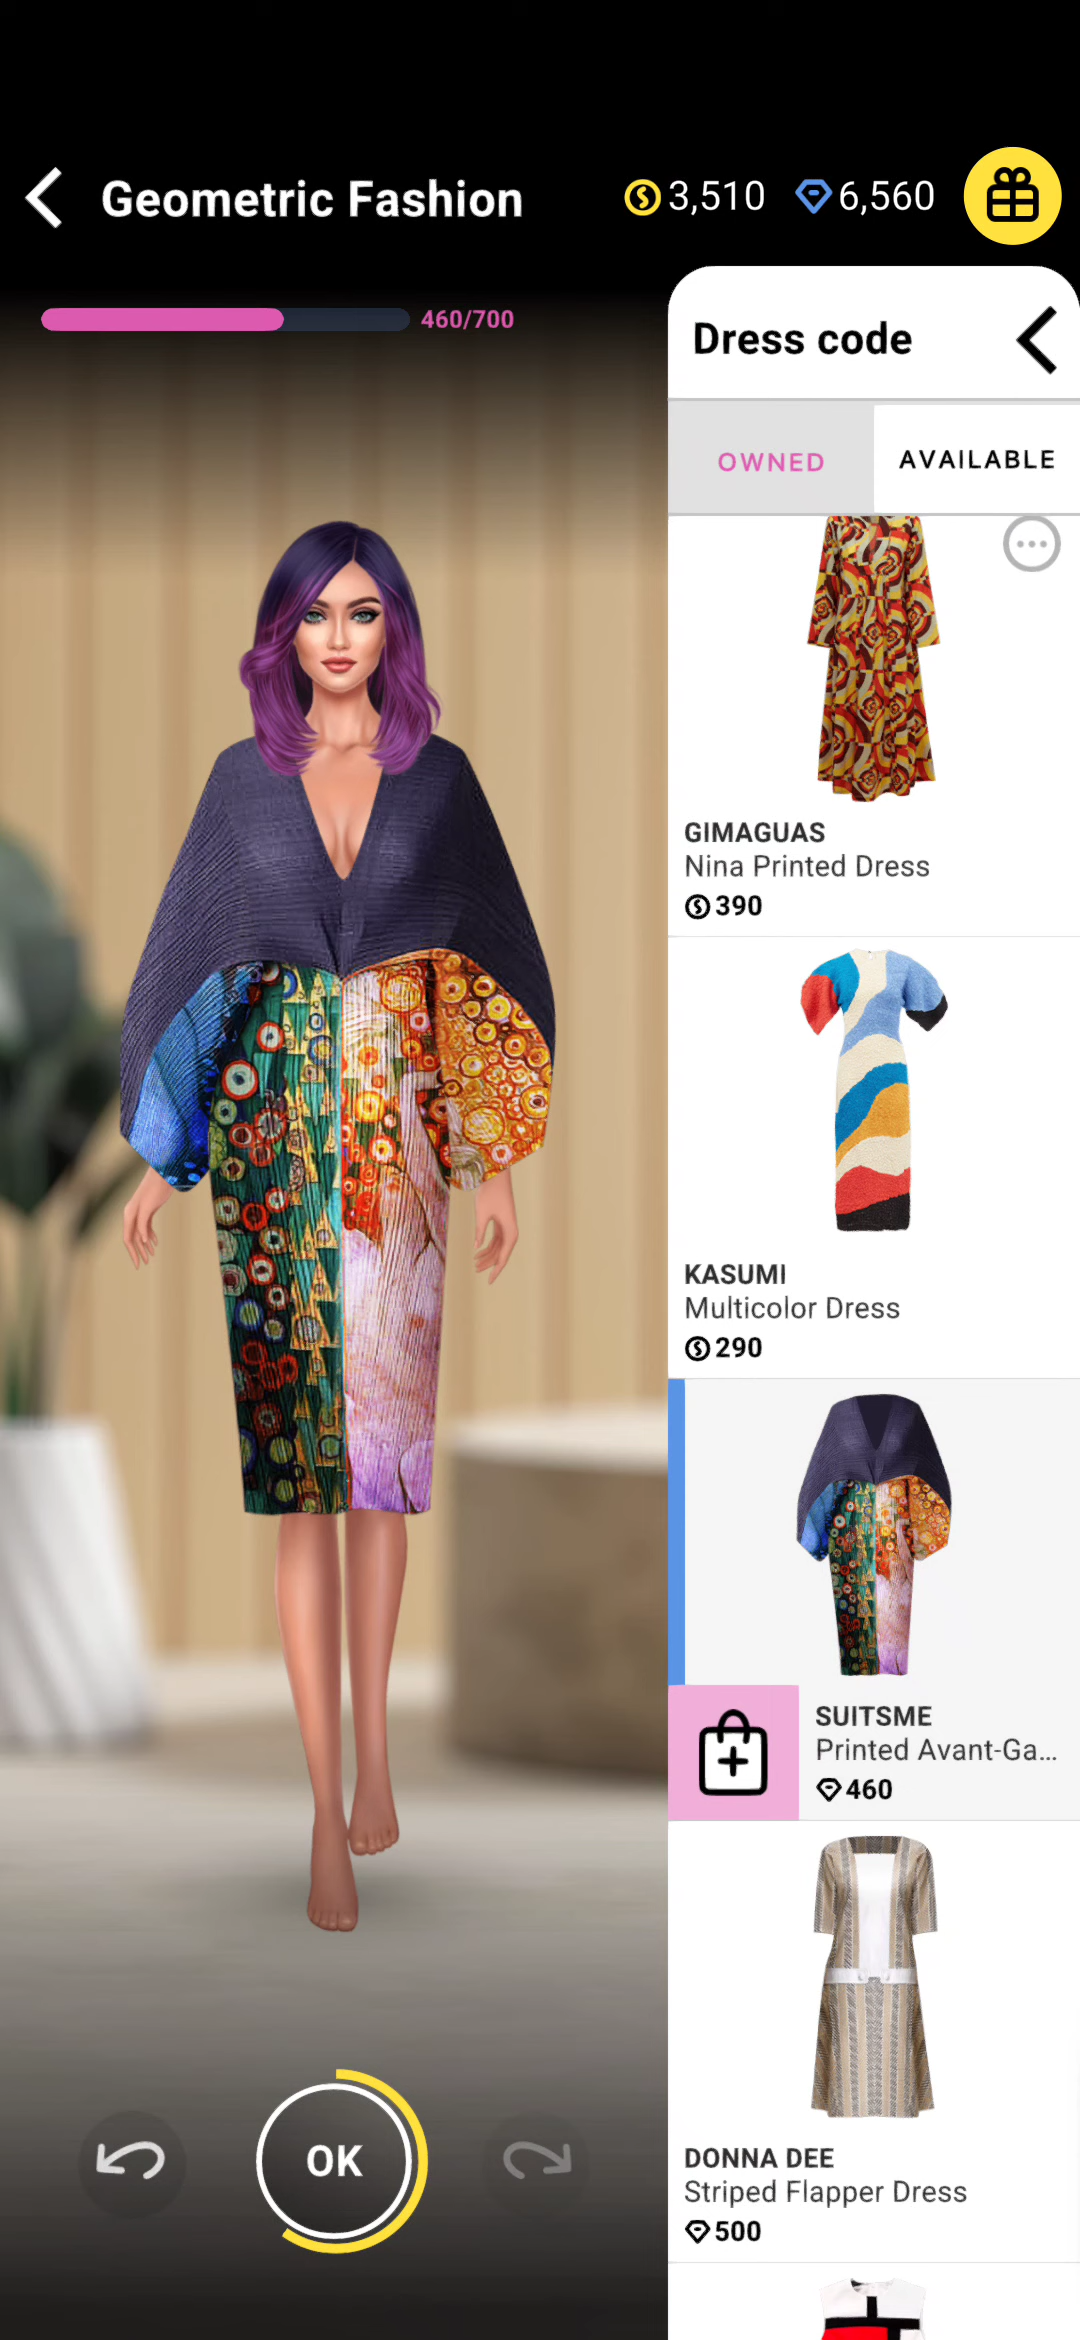 Geometric Fashion
3,510
6,560
460/700
Dress code
OWNED
AVAILABLE
GIMAGUAS
Nina Printed Dress
390
KASUMI
Multicolor Dress
290
SUITSME
Printed Avant-Ga...
460
DONNA DEE
Striped Flapper Dress
500
OK